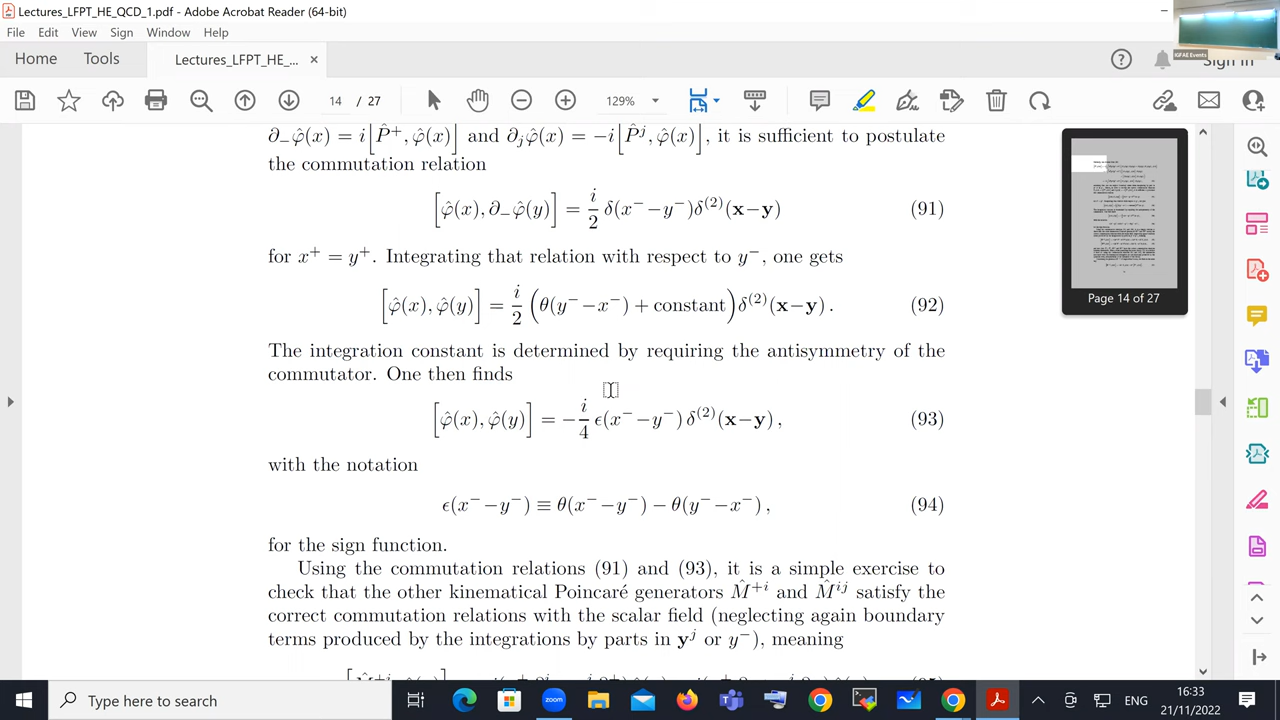 Lectures_LFPT_HE_QCD_1.pdf - Adobe Acrobat Reader (64-bit)
File Edit View Sign Window Help
IGFAE Events
Home Tools Lectures_LFPT_HE_... × Sign In
14 / 27 129%
∂₋φ̂(x) = i[P̂⁺, φ̂(x)] and ∂ⱼφ̂(x) = −i[P̂ʲ, φ̂(x)], it is sufficient to postulate
the commutation relation
[φ̂(x), ∂₋φ̂(y)] = i/2 δ(x⁻−y⁻)δ⁽²⁾(x−y) (91)
for x⁺ = y⁺. Integrating that relation with respect to y⁻, one gets
[φ̂(x), φ̂(y)] = i/2 (θ(y⁻−x⁻) + constant)δ⁽²⁾(x−y). (92)
The integration constant is determined by requiring the antisymmetry of the
commutator. One then finds
[φ̂(x), φ̂(y)] = −i/4 ϵ(x⁻−y⁻) δ⁽²⁾(x−y), (93)
with the notation
ϵ(x⁻−y⁻) ≡ θ(x⁻−y⁻) − θ(y⁻−x⁻), (94)
for the sign function.
Using the commutation relations (91) and (93), it is a simple exercise to
check that the other kinematical Poincaré generators M̂⁺ⁱ and M̂ⁱʲ satisfy the
correct commutation relations with the scalar field (neglecting again boundary
terms produced by the integrations by parts in yʲ or y⁻), meaning
Page 14 of 27
Type here to search
ENG
16:33
21/11/2022